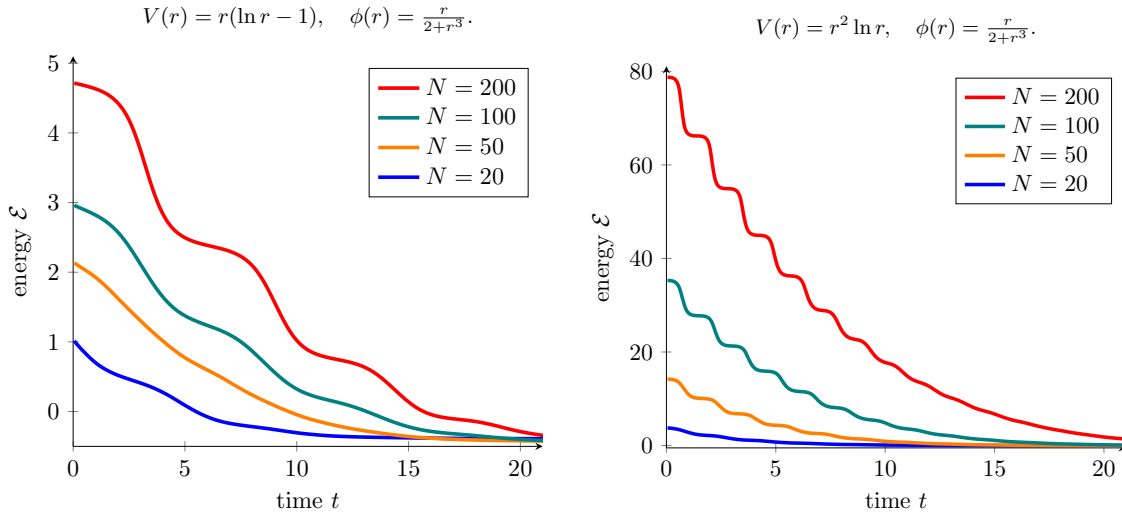 V(r) = r(ln r − 1), ϕ(r) = r/(2+r³).
5
4
3
2
1
0
energy ℰ
N = 200
N = 100
N = 50
N = 20
0 5 10 15 20
time t
V(r) = r² ln r, ϕ(r) = r/(2+r³).
80
60
40
20
0
energy ℰ
N = 200
N = 100
N = 50
N = 20
0 5 10 15 20
time t